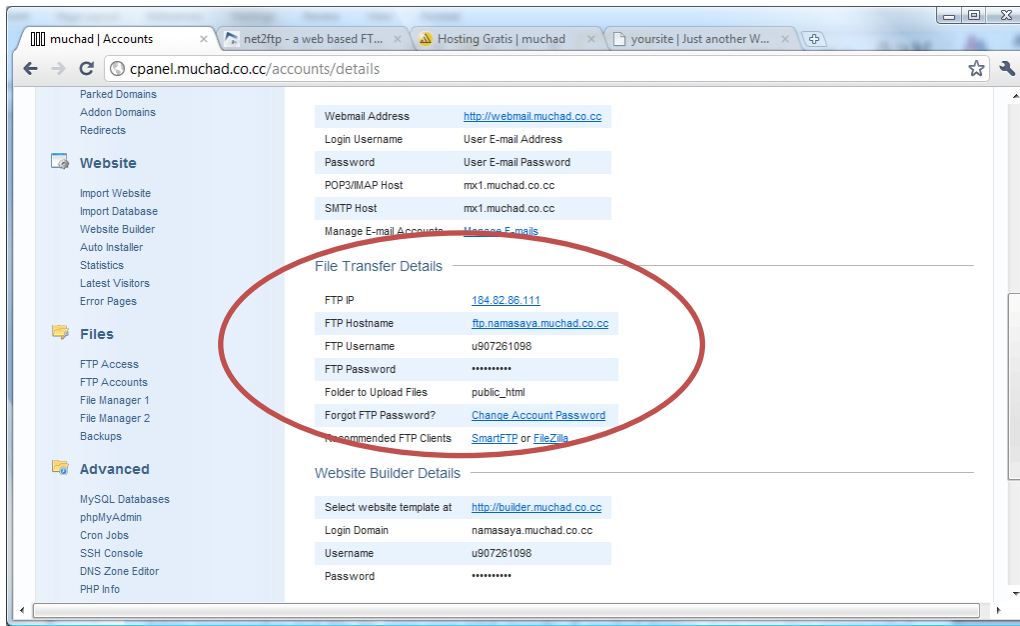 muchad | Accounts
net2ftp - a web based FT...
Hosting Gratis | muchad
yoursite | Just another W...
cpanel.muchad.co.cc/accounts/details
Parked Domains
Addon Domains
Redirects
Website
Import Website
Import Database
Website Builder
Auto Installer
Statistics
Latest Visitors
Error Pages
Files
FTP Access
FTP Accounts
File Manager 1
File Manager 2
Backups
Advanced
MySQL Databases
phpMyAdmin
Cron Jobs
SSH Console
DNS Zone Editor
PHP Info
Webmail Address http://webmail.muchad.co.cc
Login Username User E-mail Address
Password User E-mail Password
POP3/IMAP Host mx1.muchad.co.cc
SMTP Host mx1.muchad.co.cc
Manage E-mail Accounts Manage E-mails
File Transfer Details
FTP IP 184.82.86.111
FTP Hostname ftp.namasaya.muchad.co.cc
FTP Username u907261098
FTP Password ••••••••••
Folder to Upload Files public_html
Forgot FTP Password? Change Account Password
Recommended FTP Clients SmartFTP or FileZilla
Website Builder Details
Select website template at http://builder.muchad.co.cc
Login Domain namasaya.muchad.co.cc
Username u907261098
Password ••••••••••